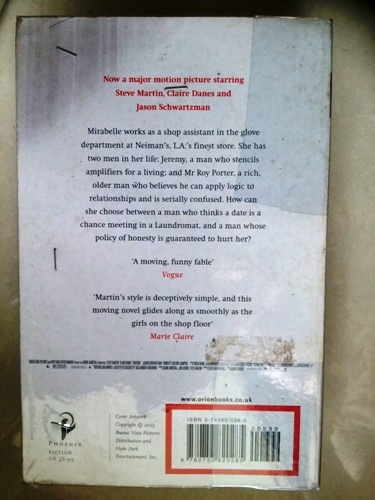 Now a major motion picture starring
Steve Martin, Claire Danes and
Jason Schwartzman
Mirabelle works as a shop assistant in the glove
department at Neiman's, L.A.'s finest store. She has
two men in her life: Jeremy, a man who stencils
amplifiers for a living; and Mr Roy Porter, a rich,
older man who believes he can apply logic to
relationships and is serially confused. How can
she choose between a man who thinks a date is a
chance meeting in a Laundromat, and a man whose
policy of honesty is guaranteed to hurt her?
'A moving, funny fable'
Vogue
'Martin's style is deceptively simple, and this
moving novel glides along as smoothly as the
girls on the shop floor'
Marie Claire
www.orionbooks.co.uk
Cover Artwork
Copyright © 2005
Buena Vista Pictures
Distribution and
Hyde Park
Entertainment, Inc.
PHOENIX
FICTION
UK £6.99
ISBN
00699